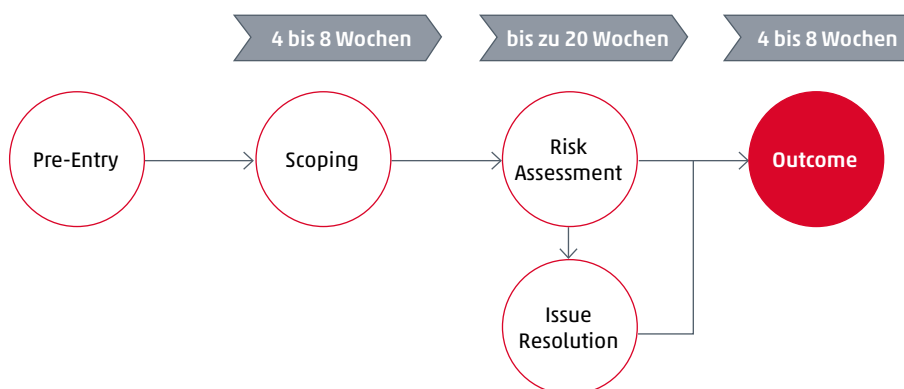 4 bis 8 Wochen
bis zu 20 Wochen
4 bis 8 Wochen
Pre-Entry
Scoping
Risk
Assessment
Outcome
Issue
Resolution